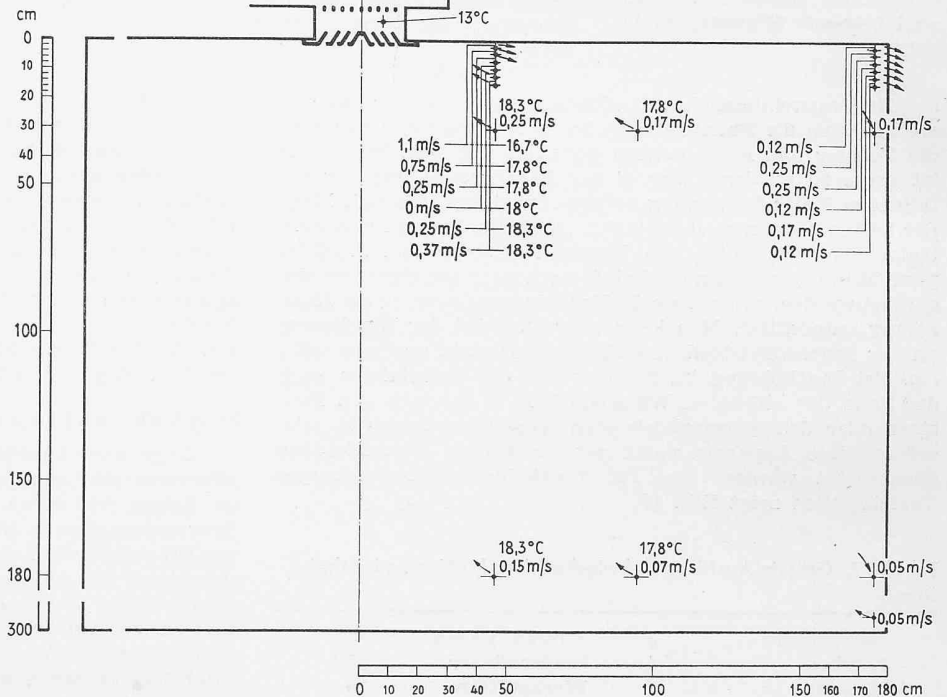 13°C
cm
0
10
20
30
40
50
100
150
180
300
18,3°C
0,25 m/s
17,8°C
0,17 m/s
0,17 m/s
1,1 m/s 16,7°C
0,75 m/s 17,8°C
0,25 m/s 17,8°C
0 m/s 18°C
0,25 m/s 18,3°C
0,37 m/s 18,3°C
0,12 m/s
0,25 m/s
0,25 m/s
0,12 m/s
0,17 m/s
0,12 m/s
18,3°C
0,15 m/s
17,8°C
0,07 m/s
0,05 m/s
0,05 m/s
0 10 20 30 40 50 100 150 160 170 180 cm